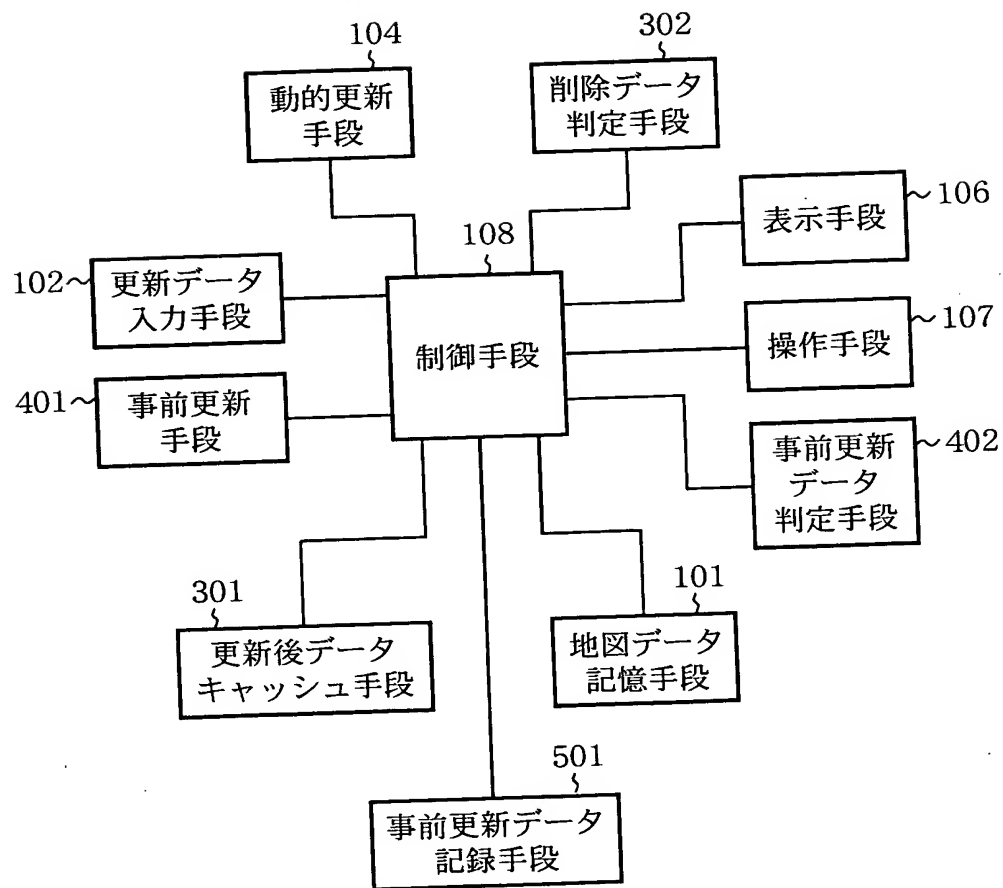 104
動的更新
手段
302
削除データ
判定手段
106
表示手段
108
制御手段
102
更新データ
入力手段
107
操作手段
401
事前更新
手段
402
事前更新
データ
判定手段
301
更新後データ
キャッシュ手段
101
地図データ
記憶手段
501
事前更新データ
記録手段